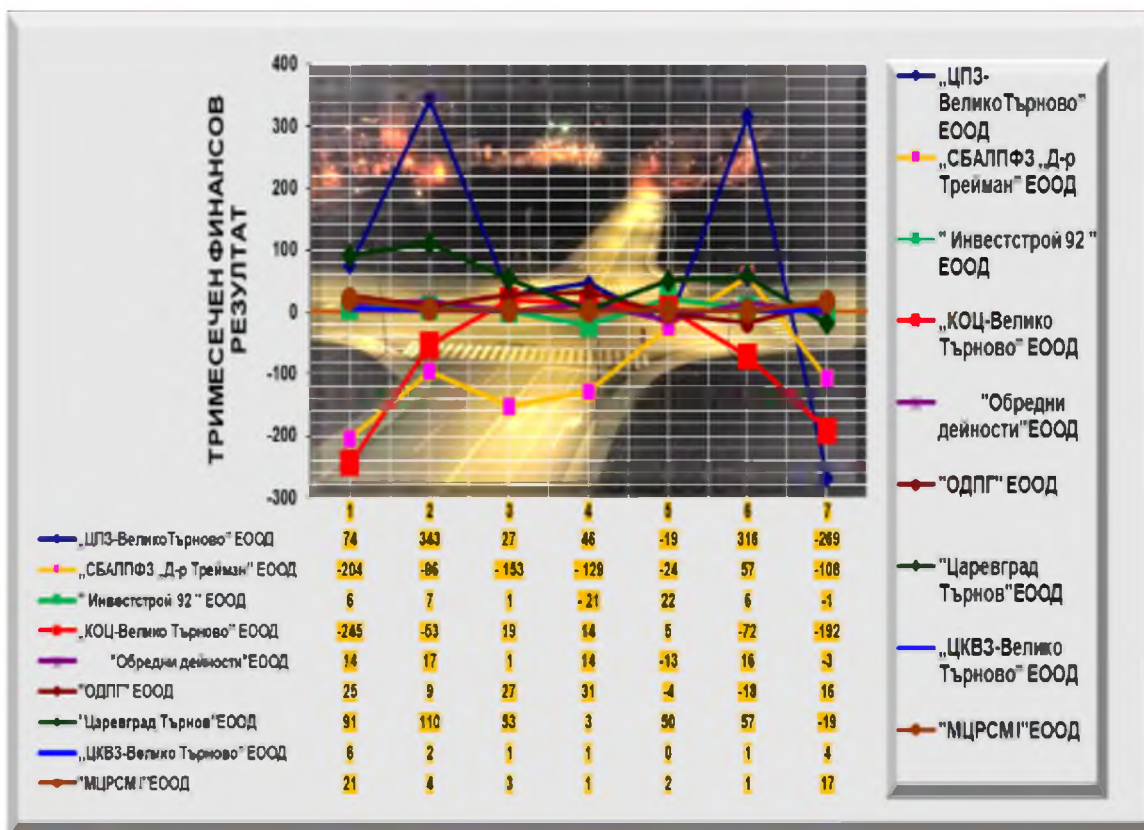 ТРИМЕСЕЧЕН ФИНАНСОВ
РЕЗУЛТАТ
400
300
200
100
0
-100
-200
-300
1 2 3 4 5 6 7
„ЦПЗ-ВеликоТърново" ЕООД 74 343 27 46 -19 316 -269
„СБАЛПФЗ „Д-р Трейман" ЕООД -204 -96 -153 -129 -24 57 -108
" Инвестстрой 92 " ЕООД 6 7 1 -21 22 6 -1
„КОЦ-Велико Търново" ЕООД -245 -53 19 14 5 -72 -192
"Обредни дейности"ЕООД 14 17 1 14 -13 16 -3
"ОДПГ" ЕООД 25 9 27 31 -4 -18 16
"Царевград Търнов"ЕООД 91 110 53 3 50 57 -19
„ЦКВЗ-Велико Търново" ЕООД 6 2 1 1 0 1 4
"МЦРСМ I"ЕООД 21 4 3 1 2 1 17
„ЦПЗ-
ВеликоТърново"
ЕООД
„СБАЛПФЗ „Д-р
Трейман" ЕООД
" Инвестстрой 92 "
ЕООД
„КОЦ-Велико
Търново" ЕООД
"Обредни
дейности"ЕООД
"ОДПГ" ЕООД
"Царевград
Търнов"ЕООД
„ЦКВЗ-Велико
Търново" ЕООД
"МЦРСМ I"ЕООД